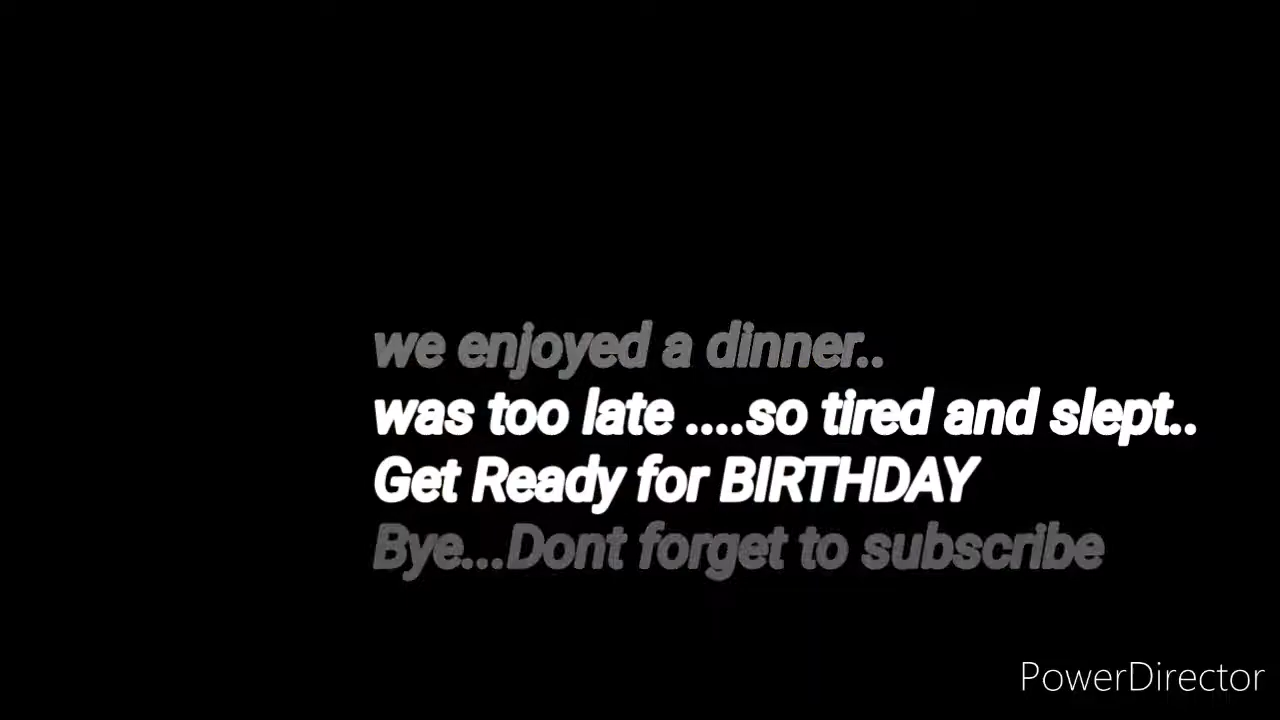 we enjoyed a dinner..
was too late ....so tired and slept..
Get Ready for BIRTHDAY
Bye...Dont forget to subscribe
PowerDirector